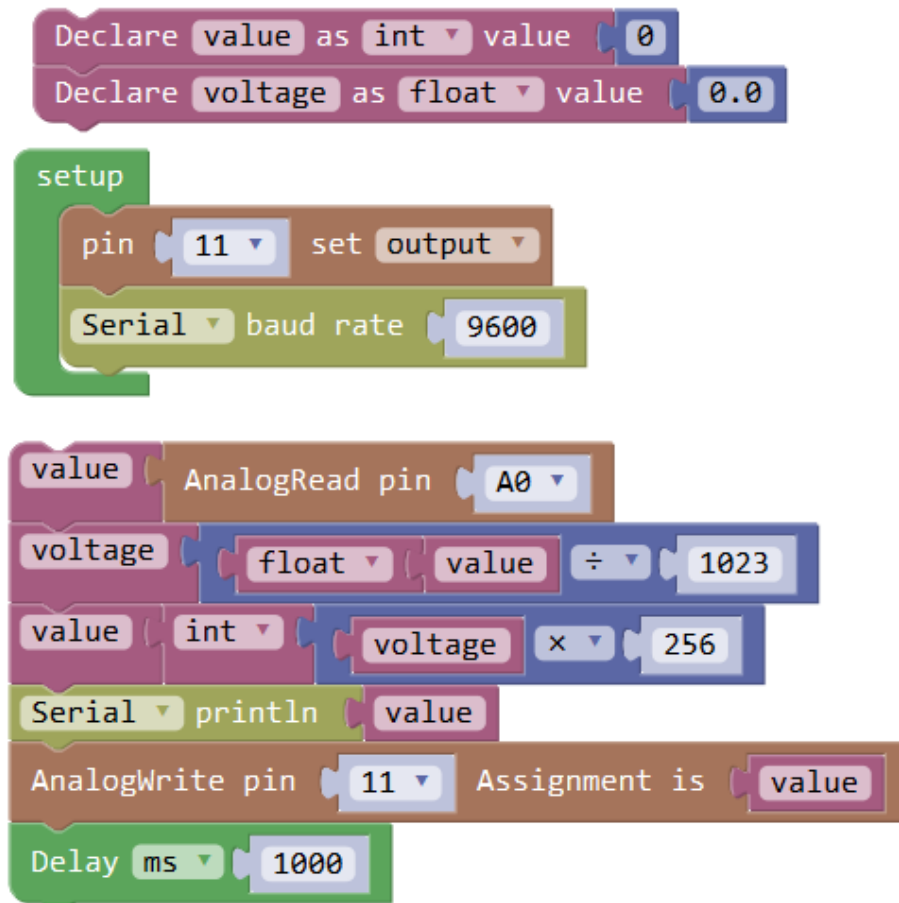 Declare value as int value 0
Declare voltage as float value 0.0
setup
pin 11 set output
Serial baud rate 9600
value AnalogRead pin A0
voltage float value ÷ 1023
value int voltage × 256
Serial println value
AnalogWrite pin 11 Assignment is value
Delay ms 1000